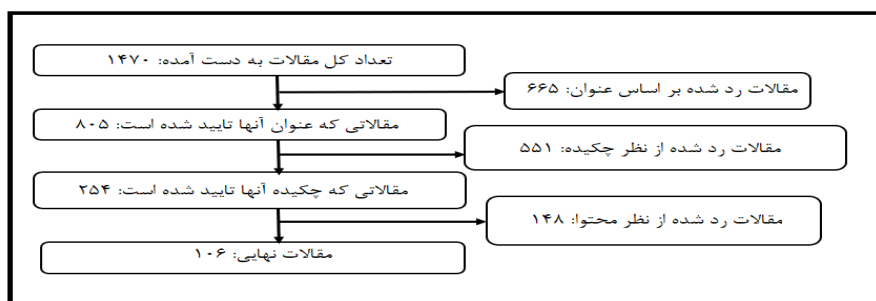 تعداد کل مقالات به دست آمده: ۱۴۷۰
مقالات رد شده بر اساس عنوان: ۶۶۵
مقالاتی که عنوان آنها تایید شده است: ۸۰۵
مقالات رد شده از نظر چکیده: ۵۵۱
مقالاتی که چکیده آنها تایید شده است: ۲۵۴
مقالات رد شده از نظر محتوا: ۱۴۸
مقالات نهایی: ۱۰۶